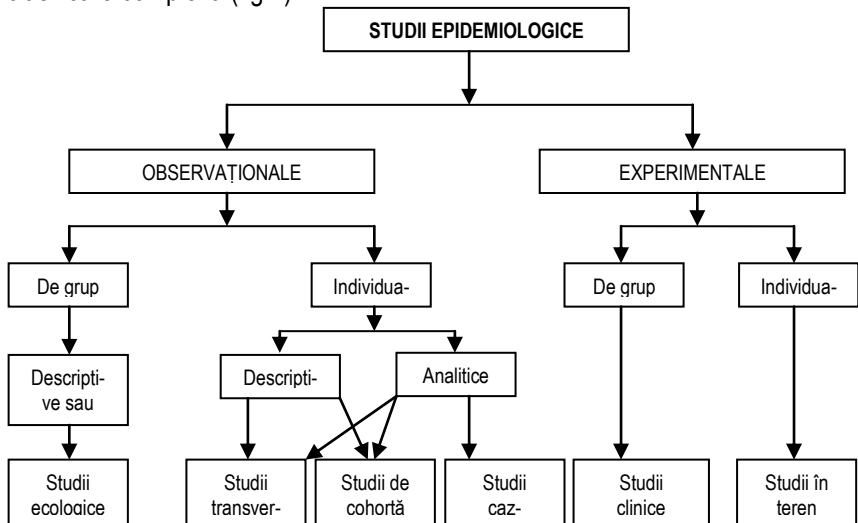 STUDII EPIDEMIOLOGICE
OBSERVAȚIONALE
EXPERIMENTALE
De grup
Individua-
De grup
Individua-
Descripti-
ve sau
Descripti-
Analitice
Studii
ecologice
Studii
transver-
Studii de
cohortă
Studii
caz-
Studii
clinice
Studii în
teren